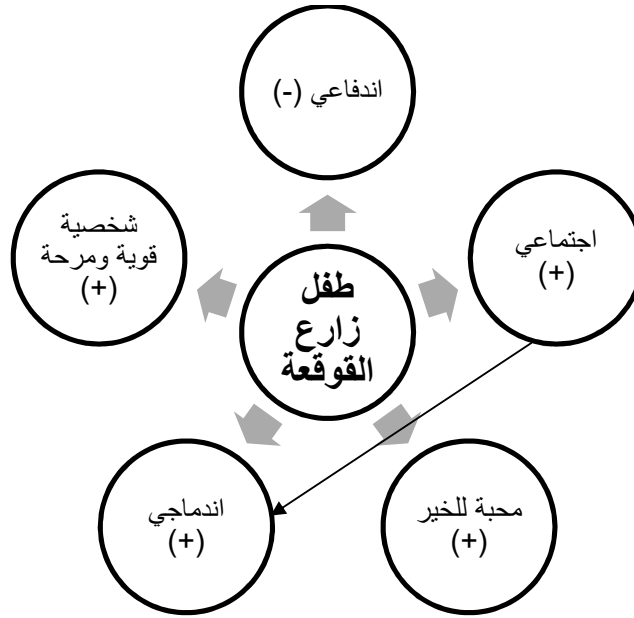 اندفاعي (-)
شخصية
قوية ومرحة
(+)
اجتماعي
(+)
طفل
زارع
القوقعة
اندماجي
(+)
محبة للخير
(+)